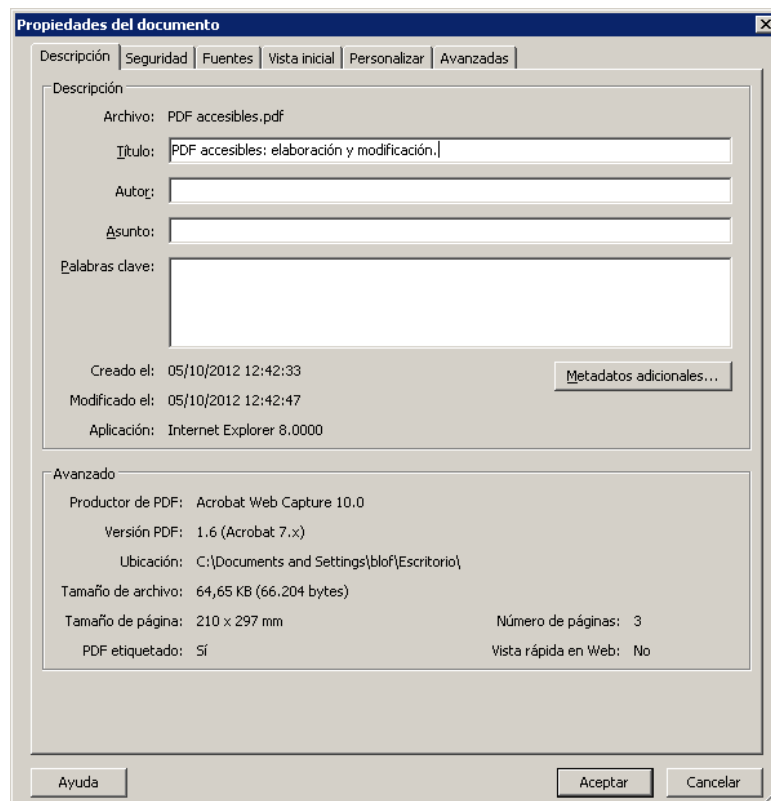 Propiedades del documento
Descripción Seguridad Fuentes Vista inicial Personalizar Avanzadas
Descripción
Archivo: PDF accesibles.pdf
Título: PDF accesibles: elaboración y modificación.
Autor:
Asunto:
Palabras clave:
Creado el: 05/10/2012 12:42:33
Metadatos adicionales...
Modificado el: 05/10/2012 12:42:47
Aplicación: Internet Explorer 8.0000
Avanzado
Productor de PDF: Acrobat Web Capture 10.0
Versión PDF: 1.6 (Acrobat 7.x)
Ubicación: C:\Documents and Settings\blof\Escritorio\
Tamaño de archivo: 64,65 KB (66.204 bytes)
Tamaño de página: 210 x 297 mm Número de páginas: 3
PDF etiquetado: Sí Vista rápida en Web: No
Ayuda Aceptar Cancelar